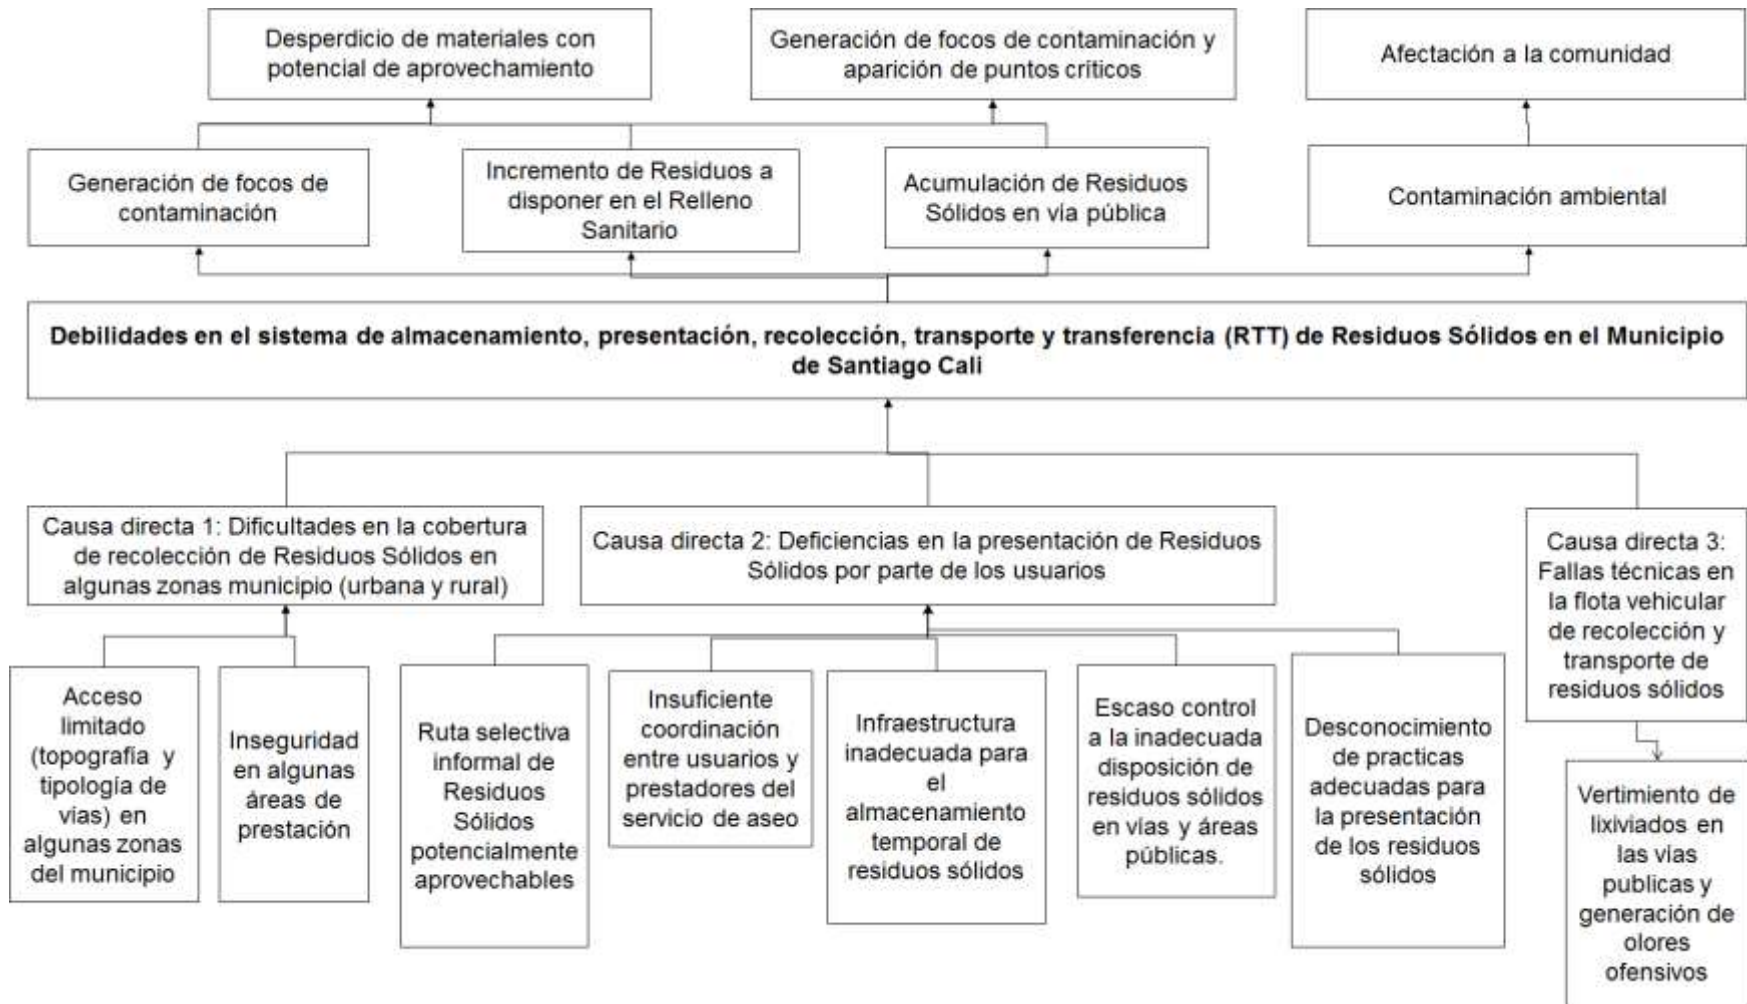 Desperdicio de materiales con
potencial de aprovechamiento
Generación de focos de contaminación y
aparición de puntos críticos
Afectación a la comunidad
Generación de focos de
contaminación
Incremento de Residuos a
disponer en el Relleno
Sanitario
Acumulación de Residuos
Sólidos en vía pública
Contaminación ambiental
Debilidades en el sistema de almacenamiento, presentación, recolección, transporte y transferencia (RTT) de Residuos Sólidos en el Municipio
de Santiago Cali
Causa directa 1: Dificultades en la cobertura
de recolección de Residuos Sólidos en
algunas zonas municipio (urbana y rural)
Causa directa 2: Deficiencias en la presentación de Residuos
Sólidos por parte de los usuarios
Causa directa 3:
Fallas técnicas en
la flota vehicular
de recolección y
transporte de
residuos sólidos
Acceso
limitado
(topografía y
tipología de
vías) en
algunas zonas
del municipio
Inseguridad
en algunas
áreas de
prestación
Ruta selectiva
informal de
Residuos
Sólidos
potencialmente
aprovechables
Insuficiente
coordinación
entre usuarios y
prestadores del
servicio de aseo
Infraestructura
inadecuada para
el
almacenamiento
temporal de
residuos sólidos
Escaso control
a la inadecuada
disposición de
residuos sólidos
en vías y áreas
públicas.
Desconocimiento
de practicas
adecuadas para
la presentación
de los residuos
sólidos
Vertimiento de
lixiviados en
las vías
publicas y
generación de
olores
ofensivos